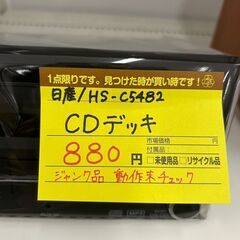 1点限りです。見つけた時が買い時です!
日産/HS-C5482
CDデッキ
市場価格 円
880円
付属品
□未使用品 □リサイクル品
ジャンク品 動作未チェック